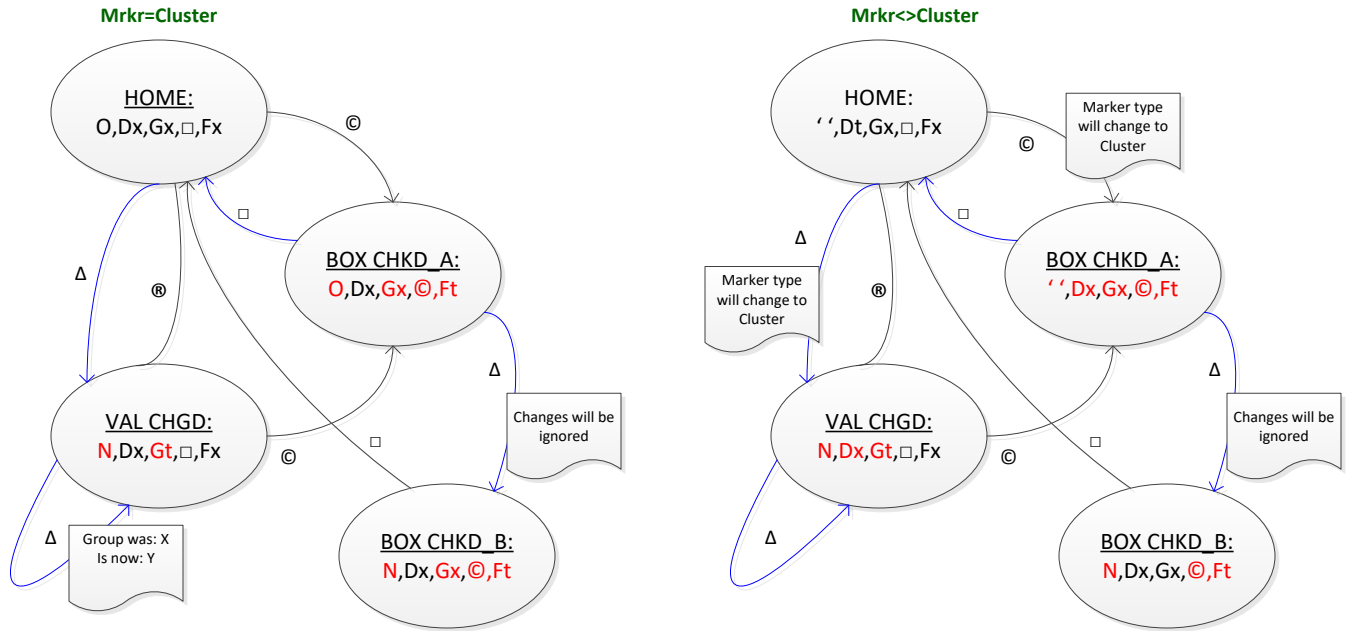 Mrkr=Cluster
HOME:
O,Dx,Gx,□,Fx
©
□
Δ
®
BOX CHKD_A:
O,Dx,Gx,©,Ft
Δ
Changes will be
ignored
VAL CHGD:
N,Dx,Gt,□,Fx
©
□
Δ
Group was: X
Is now: Y
BOX CHKD_B:
N,Dx,Gx,©,Ft
Mrkr<>Cluster
HOME:
‘ ‘,Dt,Gx,□,Fx
©
Marker type
will change to
Cluster
□
Δ
Marker type
will change to
Cluster
®
BOX CHKD_A:
‘ ‘,Dx,Gx,©,Ft
Δ
Changes will be
ignored
VAL CHGD:
N,Dx,Gt,□,Fx
©
□
Δ
BOX CHKD_B:
N,Dx,Gx,©,Ft